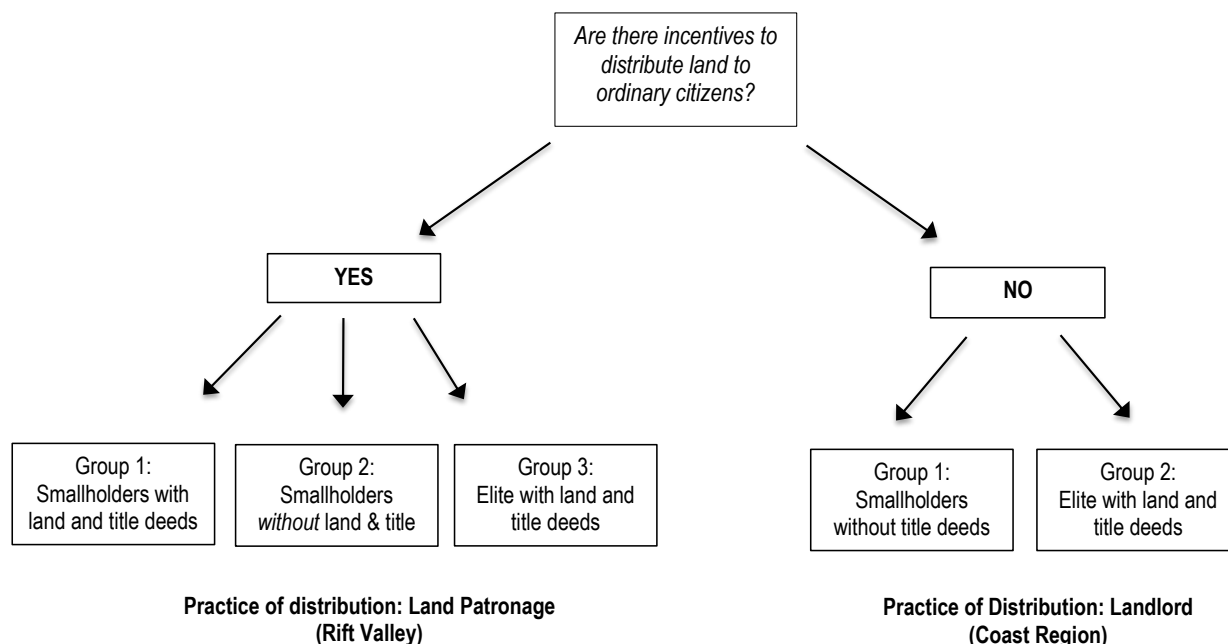 Are there incentives to
distribute land to
ordinary citizens?
YES
NO
Group 1:
Smallholders with
land and title deeds
Group 2:
Smallholders
without land & title
Group 3:
Elite with land and
title deeds
Group 1:
Smallholders
without title deeds
Group 2:
Elite with land and
title deeds
Practice of distribution: Land Patronage
(Rift Valley)
Practice of Distribution: Landlord
(Coast Region)